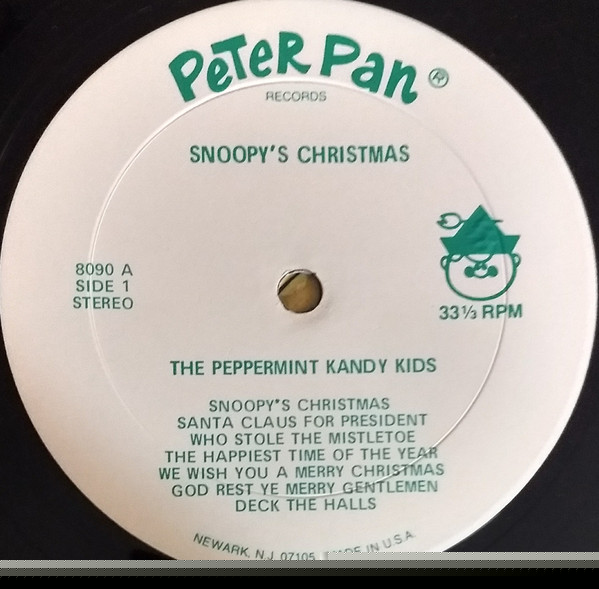 PETER PAN ®
RECORDS
SNOOPY'S CHRISTMAS
8090 A
SIDE 1
STEREO
33⅓ RPM
THE PEPPERMINT KANDY KIDS
SNOOPY'S CHRISTMAS
SANTA CLAUS FOR PRESIDENT
WHO STOLE THE MISTLETOE
THE HAPPIEST TIME OF THE YEAR
WE WISH YOU A MERRY CHRISTMAS
GOD REST YE MERRY GENTLEMEN
DECK THE HALLS
NEWARK, N.J. 07105 MADE IN U.S.A.